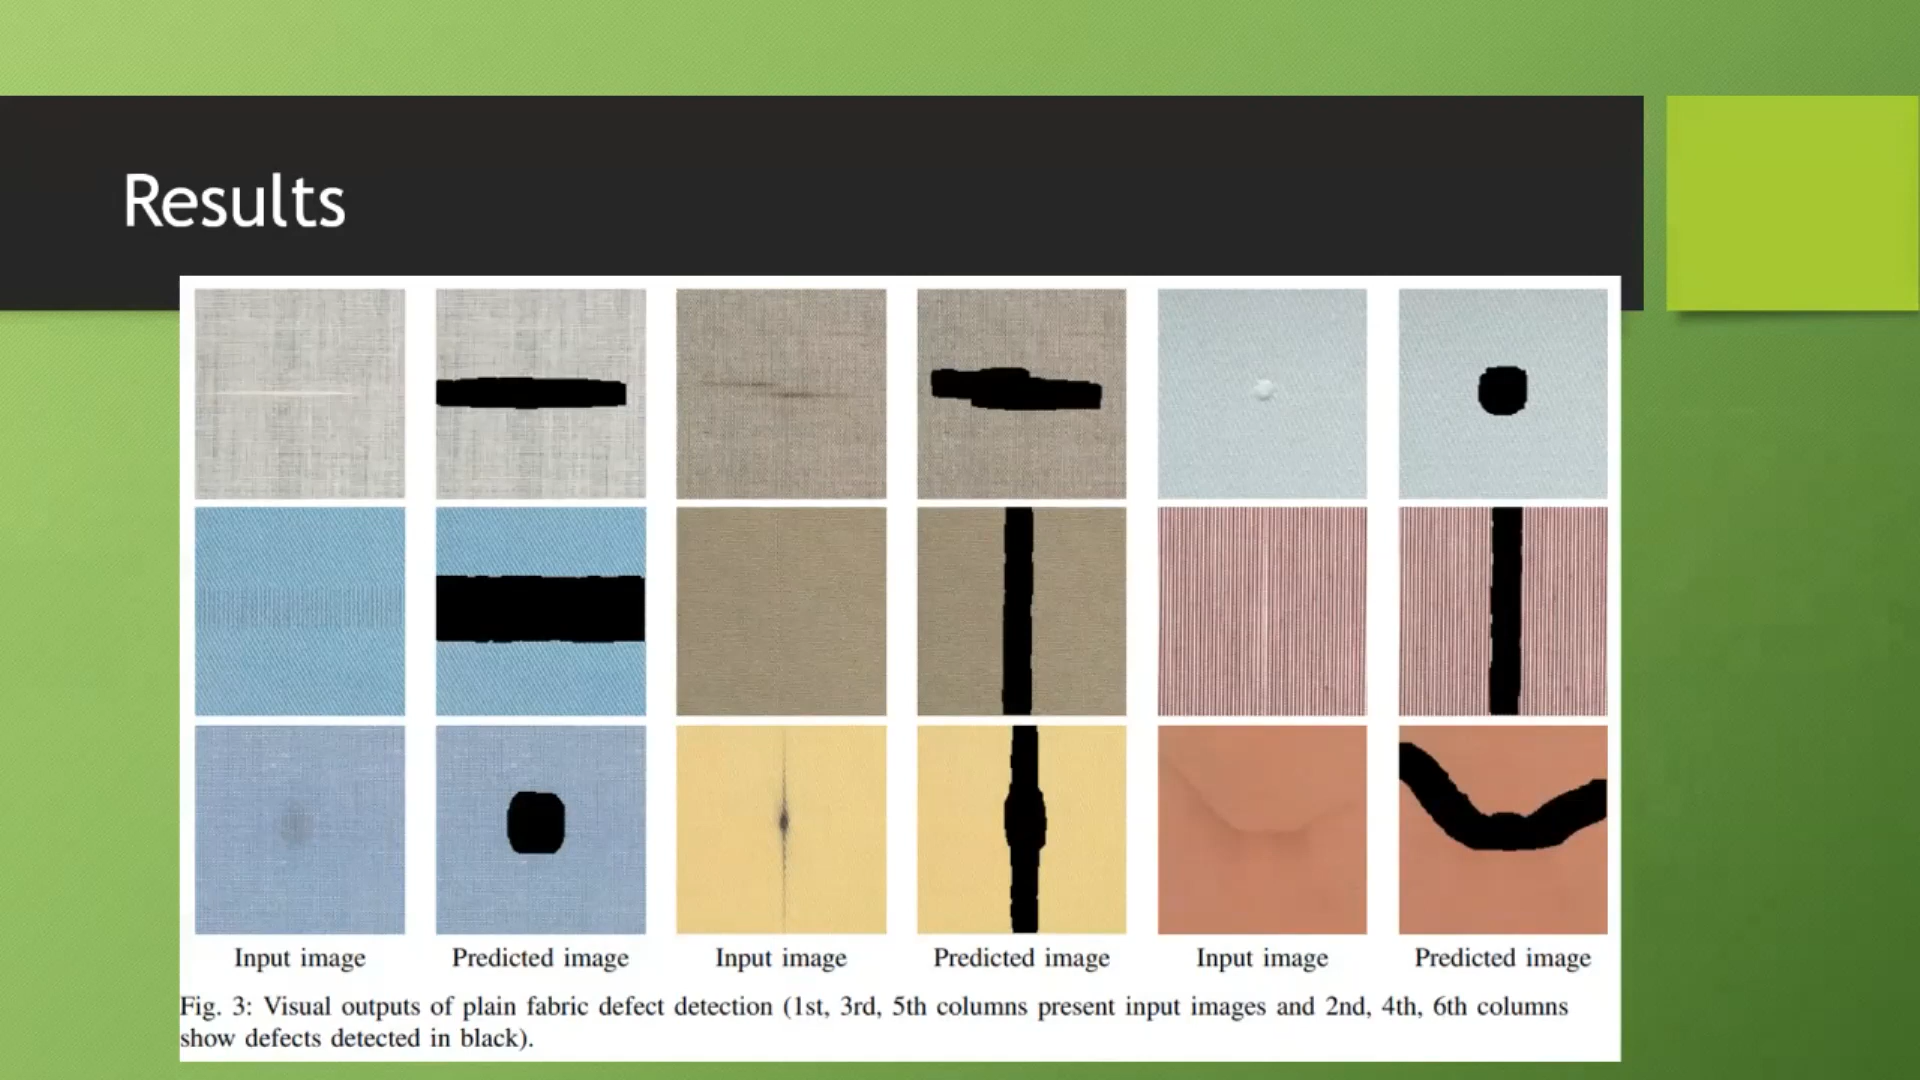 Results
Input image Predicted image Input image Predicted image Input image Predicted image
Fig. 3: Visual outputs of plain fabric defect detection (1st, 3rd, 5th columns present input images and 2nd, 4th, 6th columns
show defects detected in black).